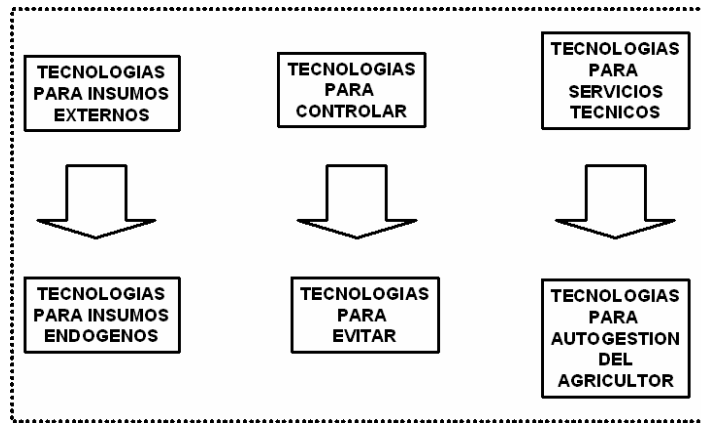 TECNOLOGIAS
PARA INSUMOS
EXTERNOS
TECNOLOGIAS
PARA
CONTROLAR
TECNOLOGIAS
PARA
SERVICIOS
TECNICOS
TECNOLOGIAS
PARA INSUMOS
ENDOGENOS
TECNOLOGIAS
PARA
EVITAR
TECNOLOGIAS
PARA
AUTOGESTION
DEL
AGRICULTOR